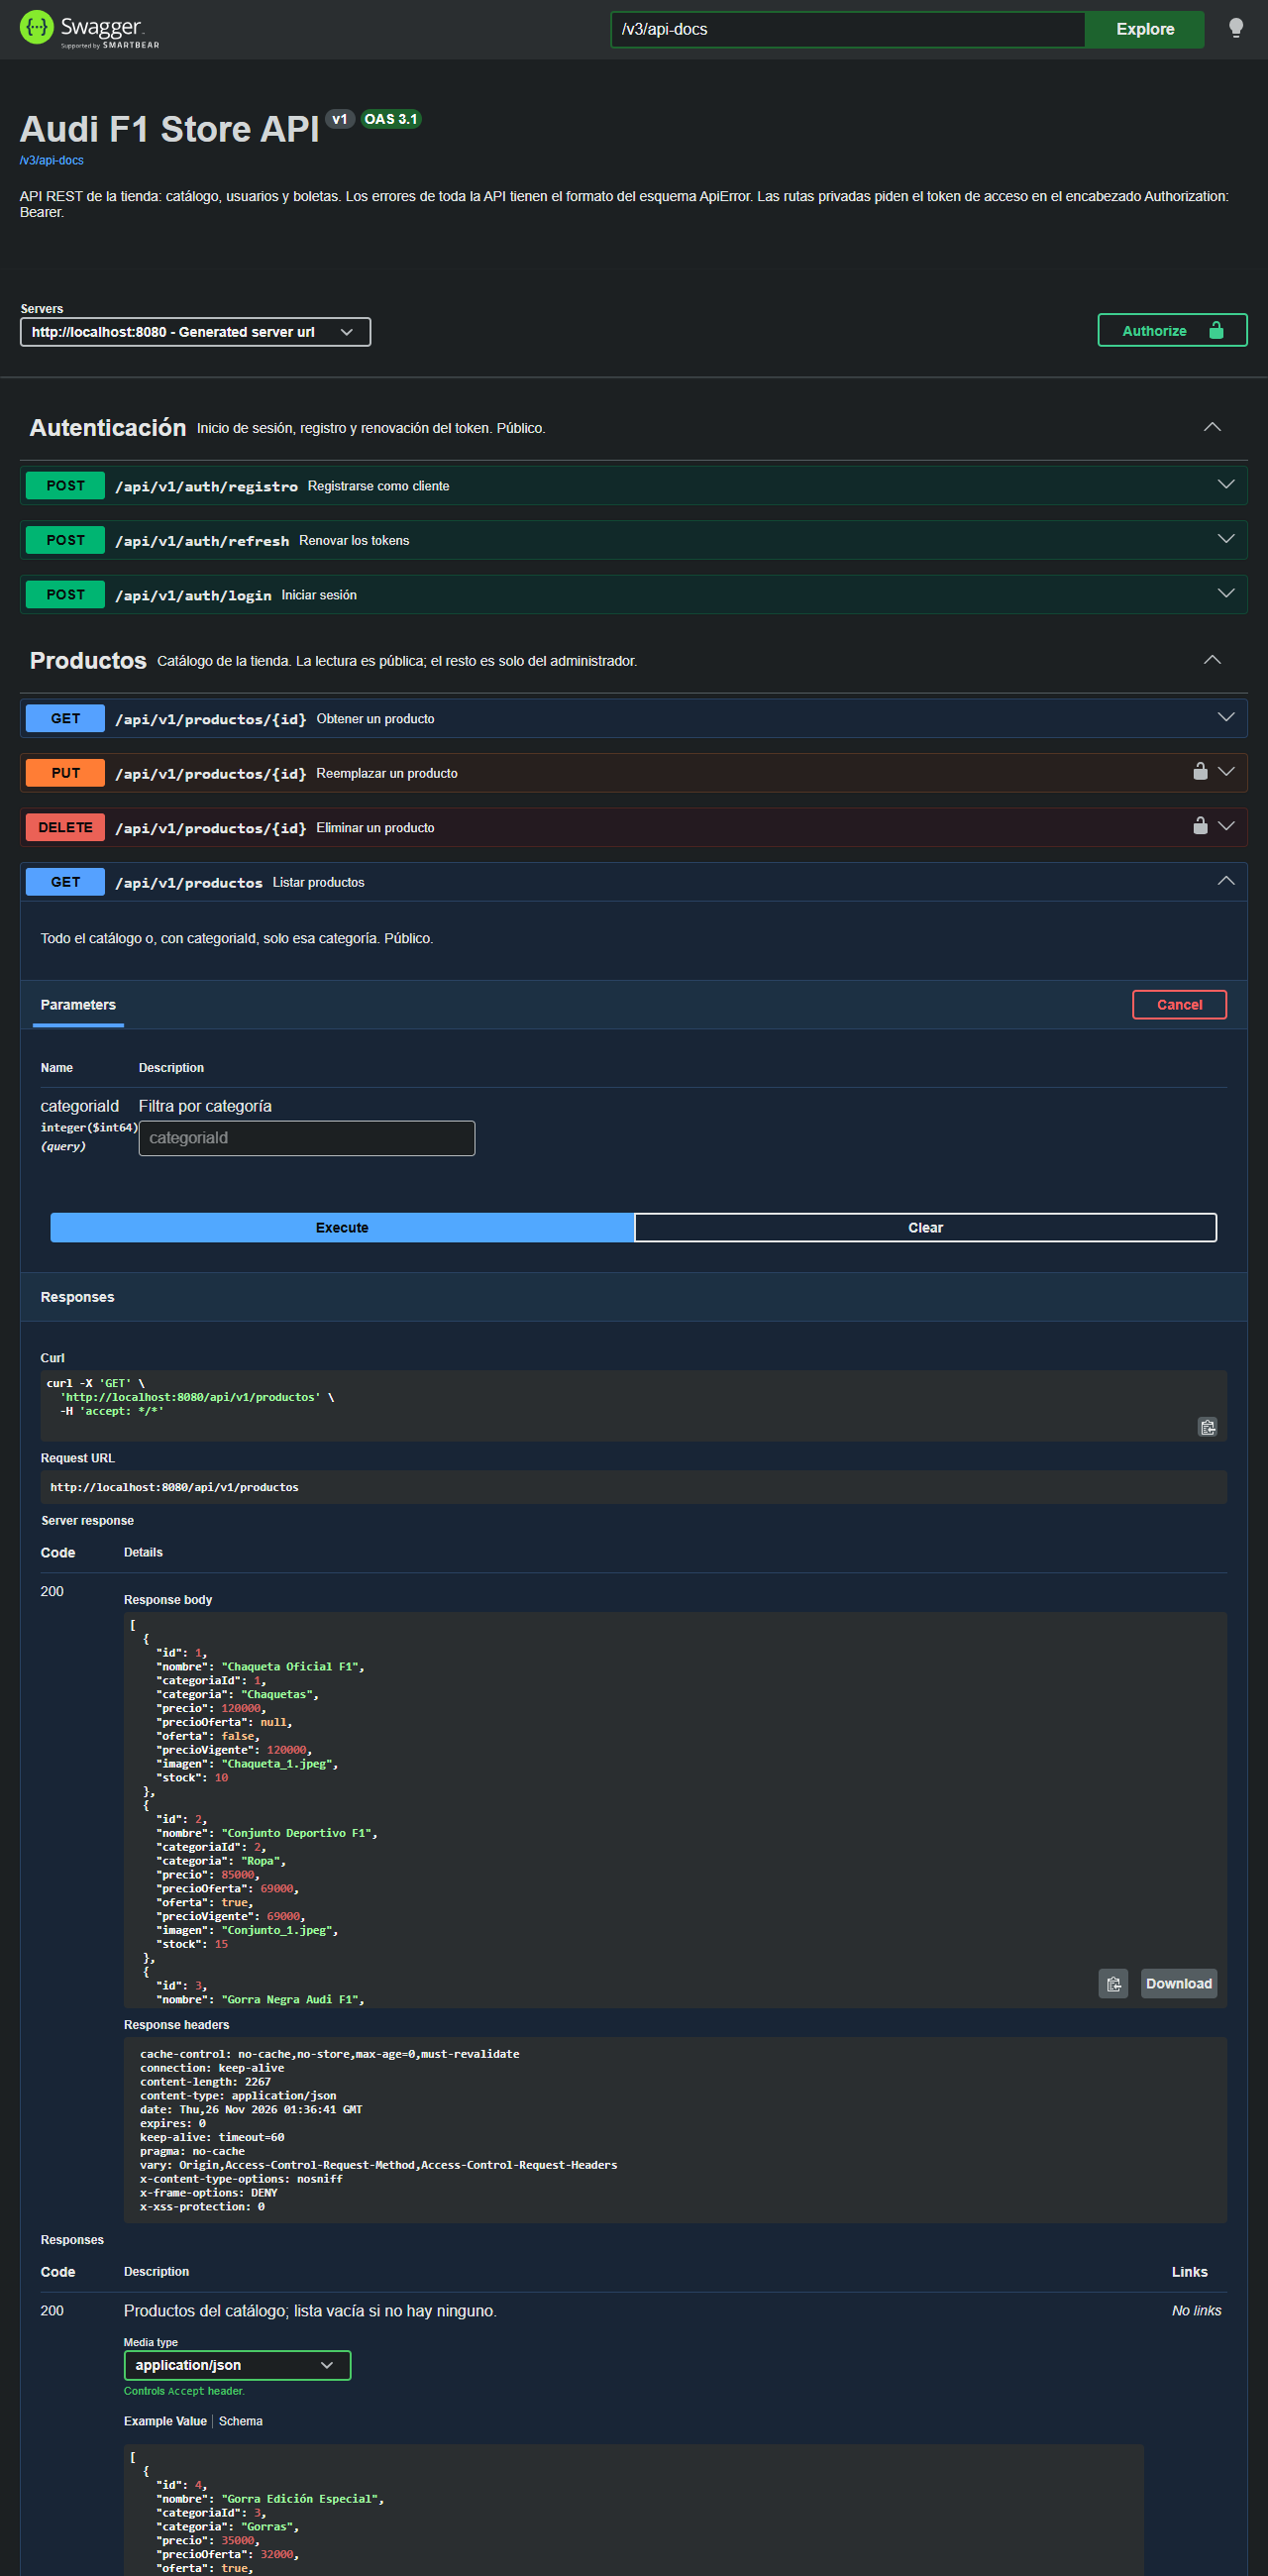 Swagger
Supported by SMARTBEAR
/v3/api-docs
Explore
Audi F1 Store API v1 OAS 3.1
/v3/api-docs
API REST de la tienda: catálogo, usuarios y boletas. Los errores de toda la API tienen el formato del esquema ApiError. Las rutas privadas piden el token de acceso en el encabezado Authorization:
Bearer.
Servers
http://localhost:8080 - Generated server url
Authorize
Autenticación Inicio de sesión, registro y renovación del token. Público.
POST /api/v1/auth/registro Registrarse como cliente
POST /api/v1/auth/refresh Renovar los tokens
POST /api/v1/auth/login Iniciar sesión
Productos Catálogo de la tienda. La lectura es pública; el resto es solo del administrador.
GET /api/v1/productos/{id} Obtener un producto
PUT /api/v1/productos/{id} Reemplazar un producto
DELETE /api/v1/productos/{id} Eliminar un producto
GET /api/v1/productos Listar productos
Todo el catálogo o, con categoriaId, solo esa categoría. Público.
Parameters
Cancel
Name Description
categoriaId Filtra por categoría
integer($int64)
(query)
categoriaId
Execute
Clear
Responses
Curl
curl -X 'GET' \
'http://localhost:8080/api/v1/productos' \
-H 'accept: */*'
Request URL
http://localhost:8080/api/v1/productos
Server response
Code Details
200
Response body
[
{
"id": 1,
"nombre": "Chaqueta Oficial F1",
"categoriaId": 1,
"categoria": "Chaquetas",
"precio": 120000,
"precioOferta": null,
"oferta": false,
"precioVigente": 120000,
"imagen": "Chaqueta_1.jpeg",
"stock": 10
},
{
"id": 2,
"nombre": "Conjunto Deportivo F1",
"categoriaId": 2,
"categoria": "Ropa",
"precio": 85000,
"precioOferta": 69000,
"oferta": true,
"precioVigente": 69000,
"imagen": "Conjunto_1.jpeg",
"stock": 15
},
{
"id": 3,
"nombre": "Gorra Negra Audi F1",
Download
Response headers
cache-control: no-cache,no-store,max-age=0,must-revalidate
connection: keep-alive
content-length: 2267
content-type: application/json
date: Thu,26 Nov 2026 01:36:41 GMT
expires: 0
keep-alive: timeout=60
pragma: no-cache
vary: Origin,Access-Control-Request-Method,Access-Control-Request-Headers
x-content-type-options: nosniff
x-frame-options: DENY
x-xss-protection: 0
Responses
Code Description Links
200 Productos del catálogo; lista vacía si no hay ninguno. No links
Media type
application/json
Controls Accept header.
Example Value | Schema
[
{
"id": 4,
"nombre": "Gorra Edición Especial",
"categoriaId": 3,
"categoria": "Gorras",
"precio": 35000,
"precioOferta": 32000,
"oferta": true,